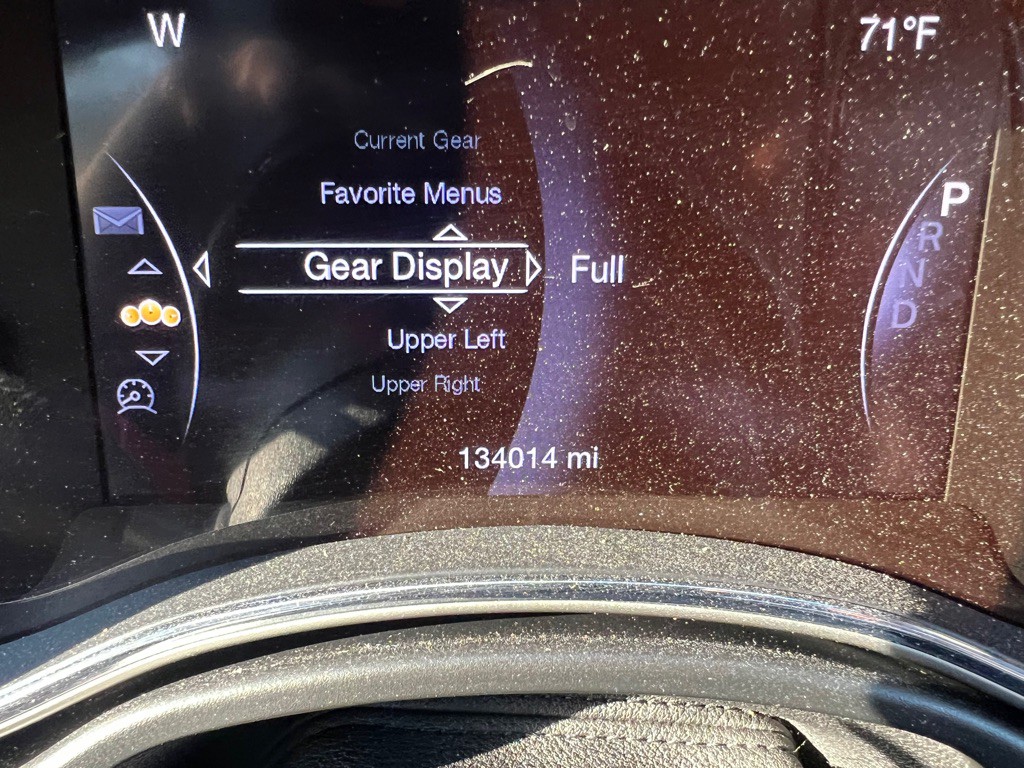 W
71°F
Current Gear
Favorite Menus
Gear Display
Full
Upper Left
Upper Right
134014 mi
P
R
N
D